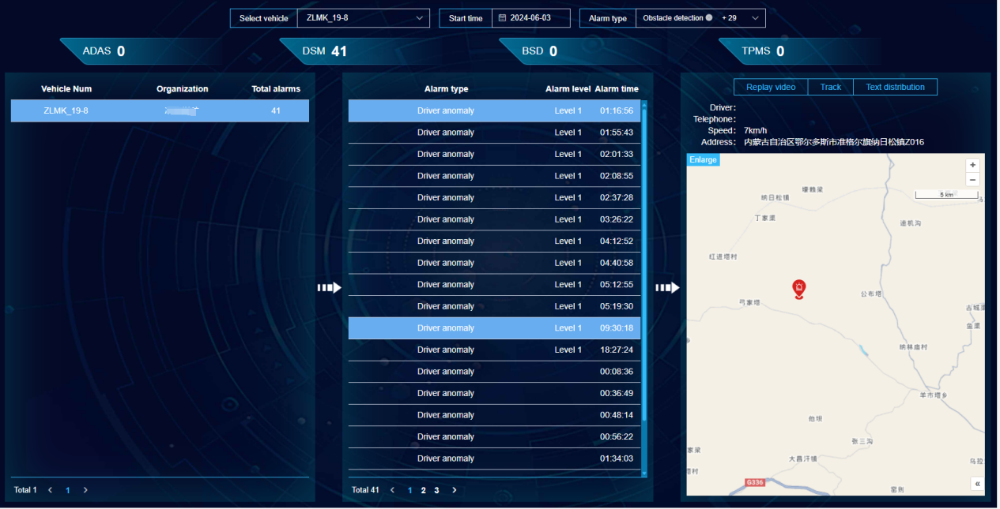 Select vehicle ZLMK_19-8 Start time 2024-06-03 Alarm type Obstacle detection + 29
ADAS 0 DSM 41 BSD 0 TPMS 0
Vehicle Num Organization Total alarms
ZLMK_19-8 41
Total 1 < 1 >
Alarm type Alarm level Alarm time
Driver anomaly Level 1 01:16:56
Driver anomaly Level 1 01:55:43
Driver anomaly Level 1 02:01:33
Driver anomaly Level 1 02:08:55
Driver anomaly Level 1 02:37:28
Driver anomaly Level 1 03:26:22
Driver anomaly Level 1 04:12:52
Driver anomaly Level 1 04:40:58
Driver anomaly Level 1 05:12:55
Driver anomaly Level 1 05:19:30
Driver anomaly Level 1 09:30:18
Driver anomaly Level 1 18:27:24
Driver anomaly 00:08:36
Driver anomaly 00:36:49
Driver anomaly 00:48:14
Driver anomaly 00:56:22
Driver anomaly 01:34:03
Total 41 < 1 2 3 >
Replay video Track Text distribution
Driver:
Telephone:
Speed: 7km/h
Address: 内蒙古自治区鄂尔多斯市准格尔旗纳日松镇Z016
Enlarge
+
−
5 km
壕赖梁
纳日松镇
丁家渠
速机沟
红进塔村
公布塔
弓家塔
古城渠
鱼渠
纳林庙村
羊市塔乡
张三沟
家梁
大昌汗镇
乌拉
塔村
G336
«